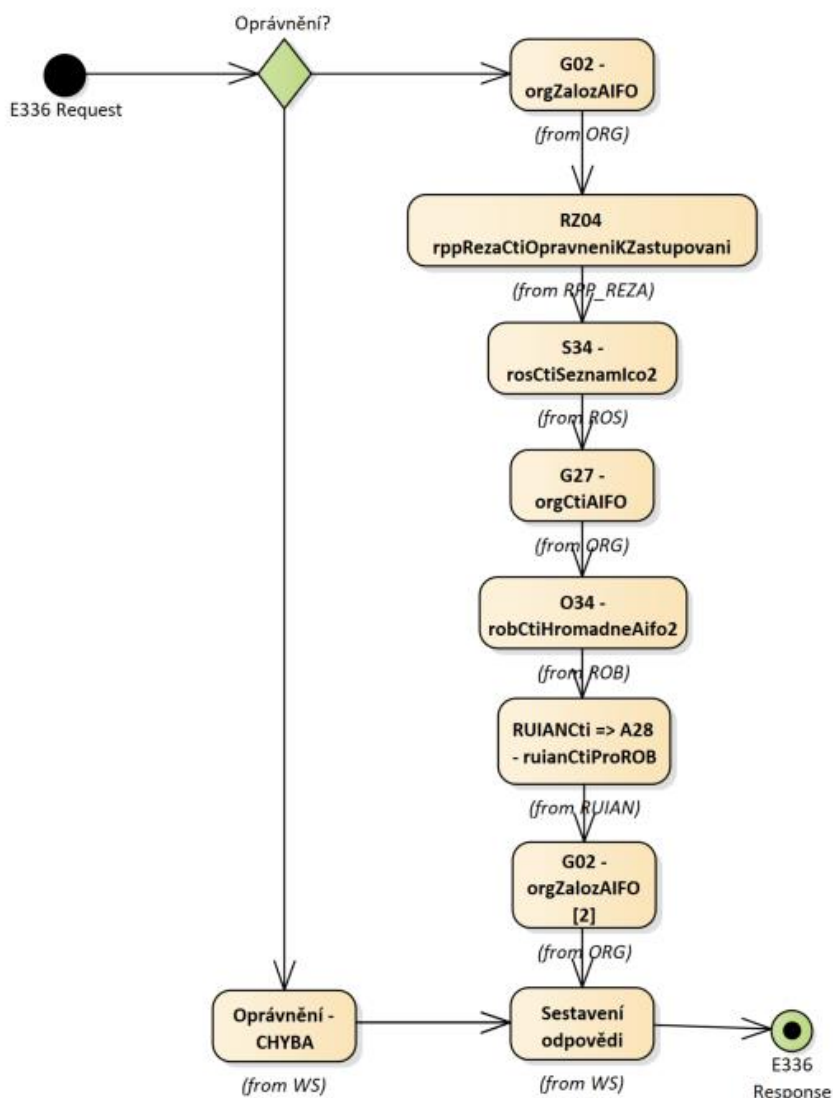 Oprávnění?
E336 Request
G02 -
orgZalozAIFO
(from ORG)
RZ04
rppRezaCtiOpravneniKZastupovani
(from RPP_REZA)
S34 -
rosCtiSeznamIco2
(from ROS)
G27 -
orgCtiAIFO
(from ORG)
O34 -
robCtiHromadneAifo2
(from ROB)
RUIANCti => A28
- ruianCtiProROB
(from RUIAN)
G02 -
orgZalozAIFO
[2]
(from ORG)
Oprávnění -
CHYBA
(from WS)
Sestavení
odpovědi
(from WS)
E336
Response